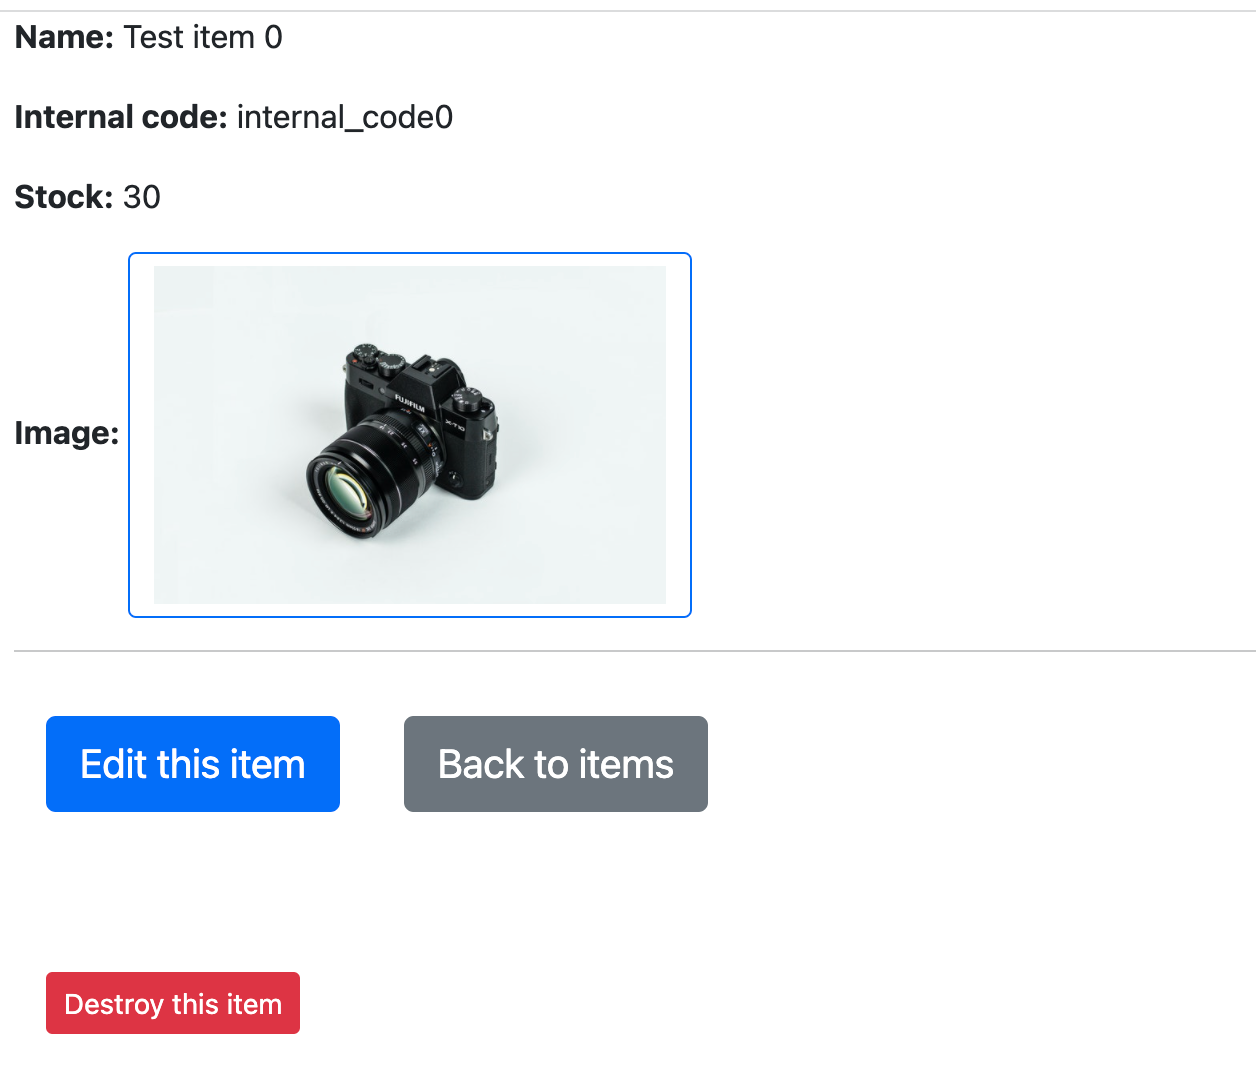 Name: Test item 0
Internal code: internal_code0
Stock: 30
Image:
FUJIFILM
X-T10
Edit this item
Back to items
Destroy this item